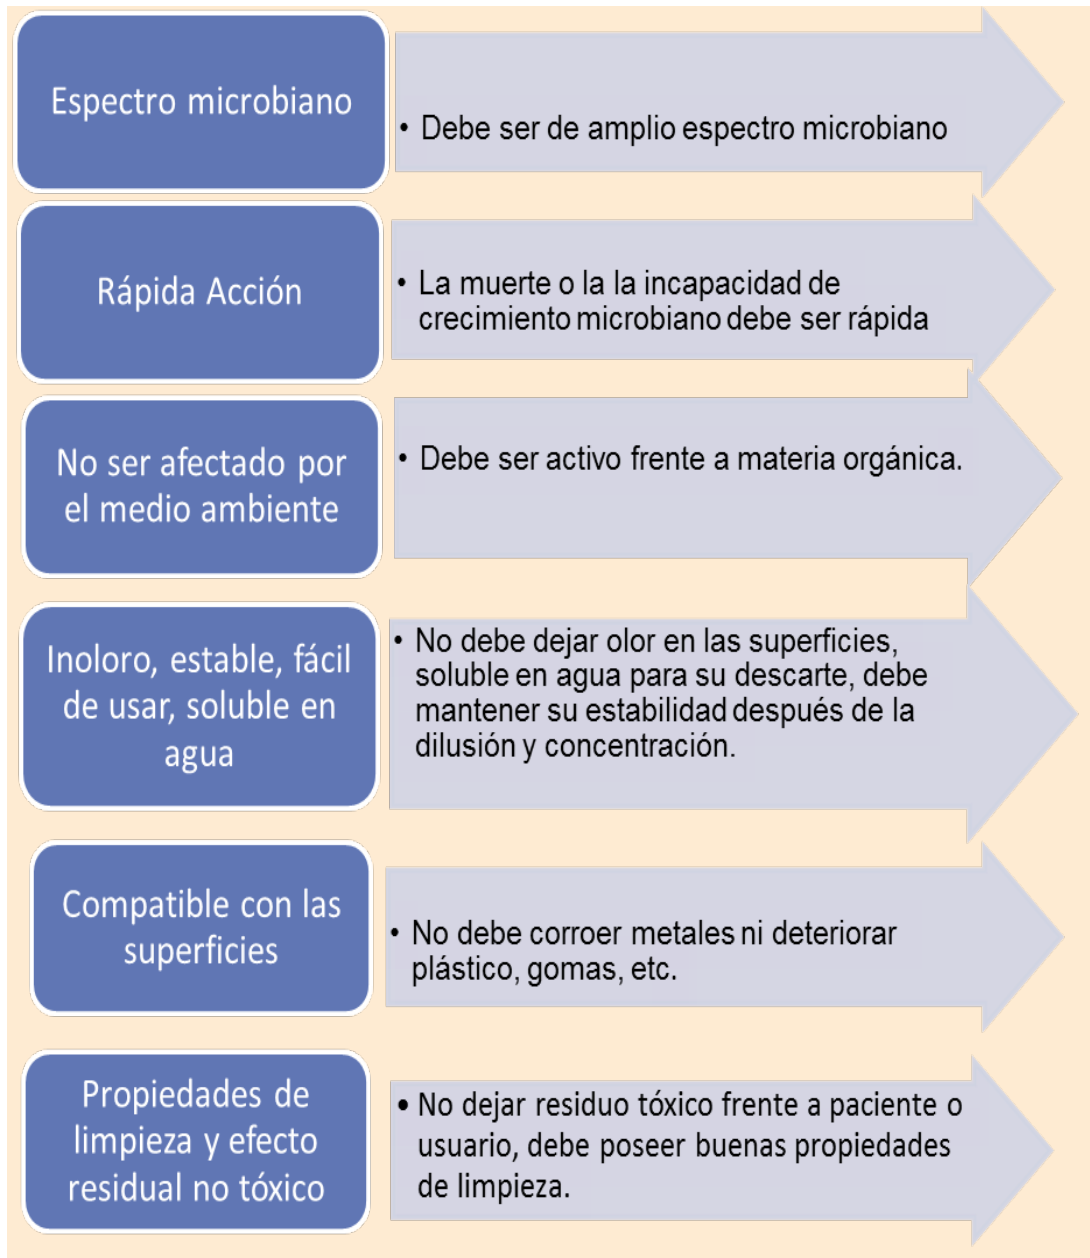 Espectro microbiano
• Debe ser de amplio espectro microbiano
Rápida Acción
• La muerte o la la incapacidad de
crecimiento microbiano debe ser rápida
No ser afectado por
el medio ambiente
• Debe ser activo frente a materia orgánica.
Inoloro, estable, fácil
de usar, soluble en
agua
• No debe dejar olor en las superficies,
soluble en agua para su descarte, debe
mantener su estabilidad después de la
dilusión y concentración.
Compatible con las
superficies
• No debe corroer metales ni deteriorar
plástico, gomas, etc.
Propiedades de
limpieza y efecto
residual no tóxico
• No dejar residuo tóxico frente a paciente o
usuario, debe poseer buenas propiedades
de limpieza.